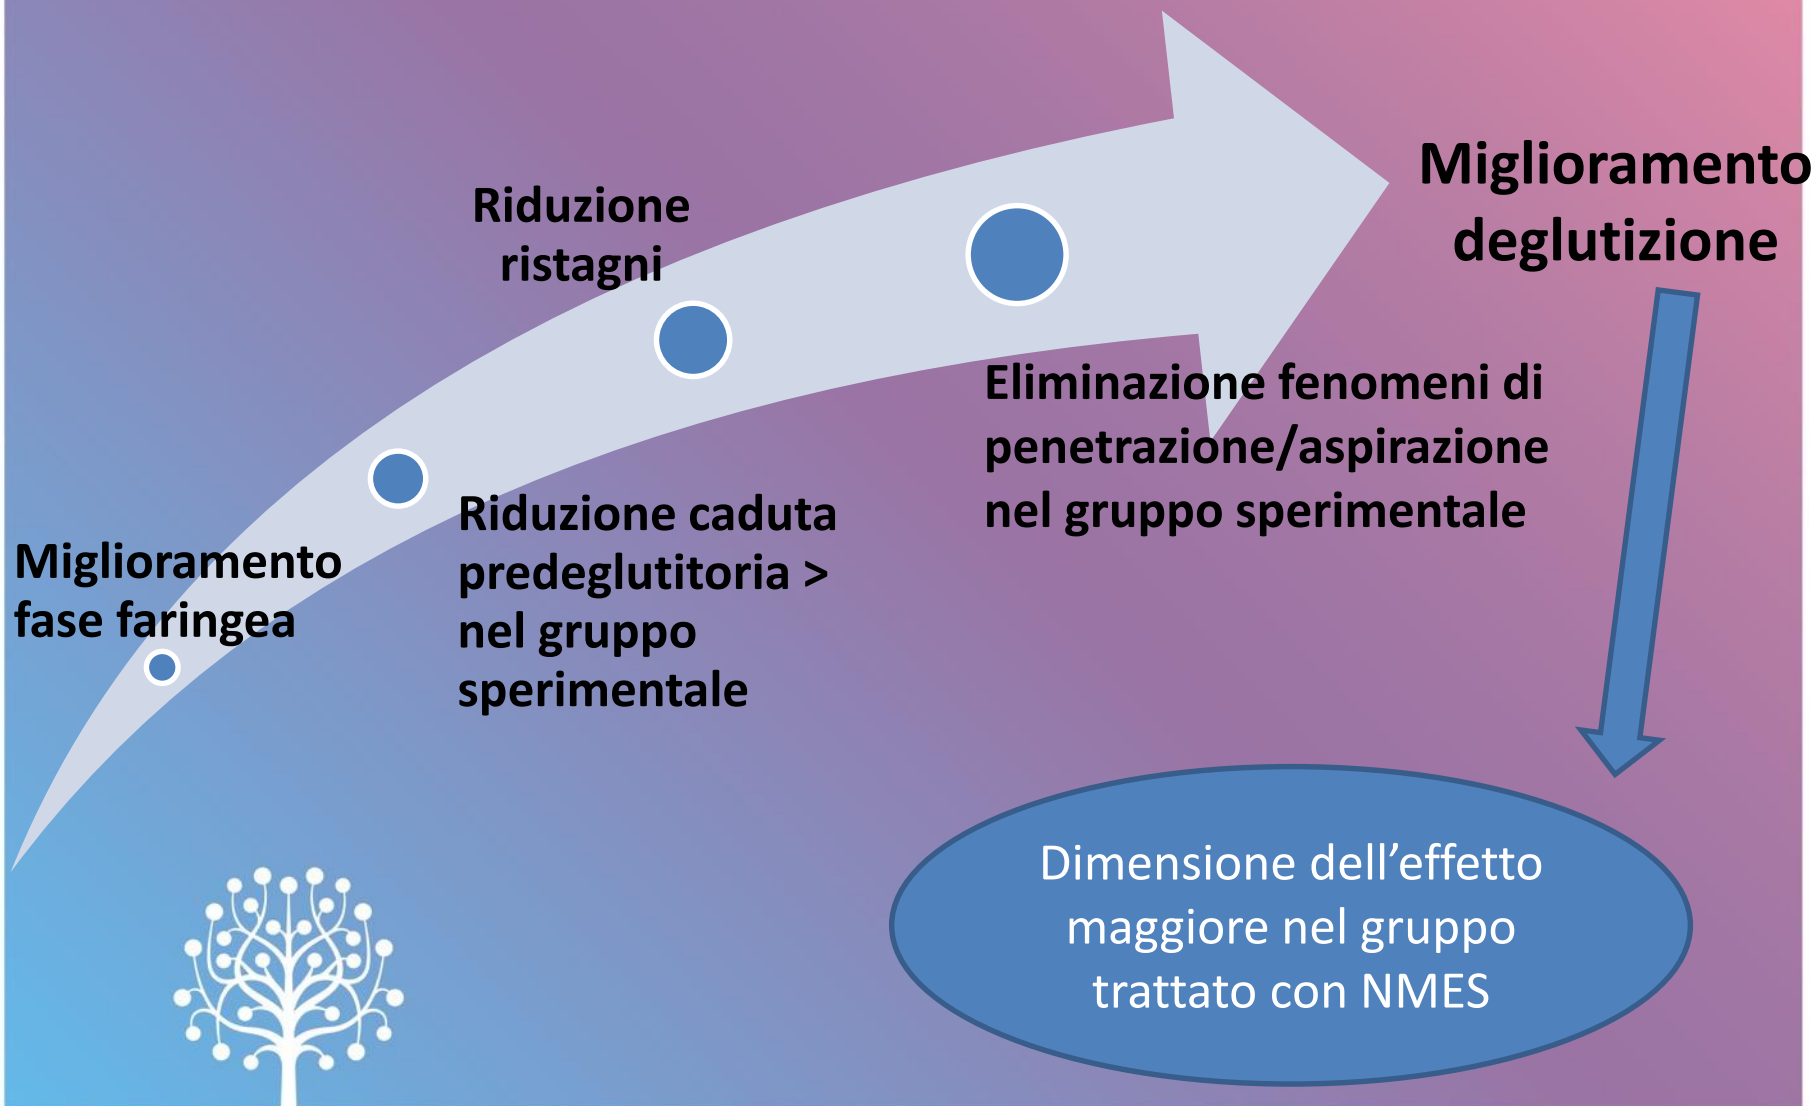 Miglioramento
fase faringea
Riduzione caduta
predeglutitoria >
nel gruppo
sperimentale
Riduzione
ristagni
Eliminazione fenomeni di
penetrazione/aspirazione
nel gruppo sperimentale
Miglioramento
deglutizione
Dimensione dell’effetto
maggiore nel gruppo
trattato con NMES